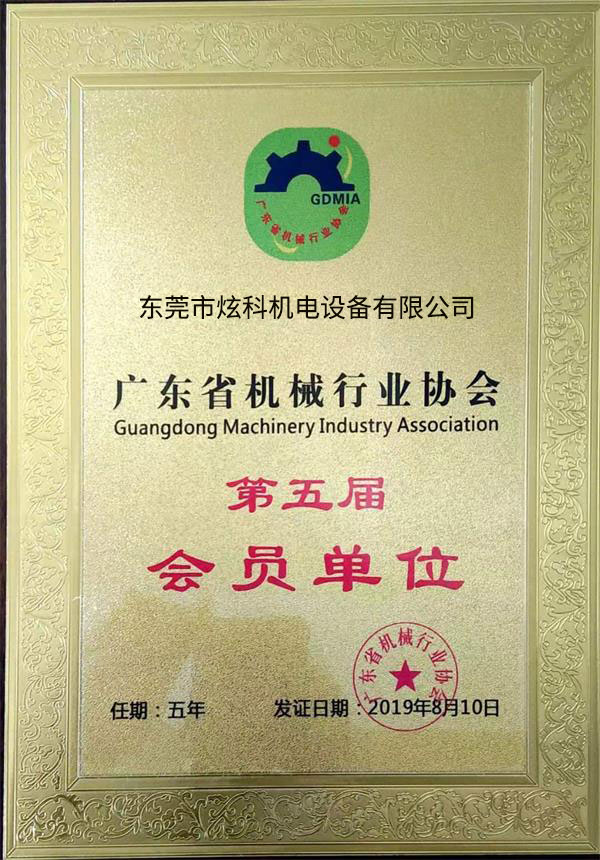 GDMIA
广东省机械行业协会
东莞市炫科机电设备有限公司
广东省机械行业协会
Guangdong Machinery Industry Association
第五届
会员单位
广东省机械行业协会
任期：五年
发证日期：2019年8月10日